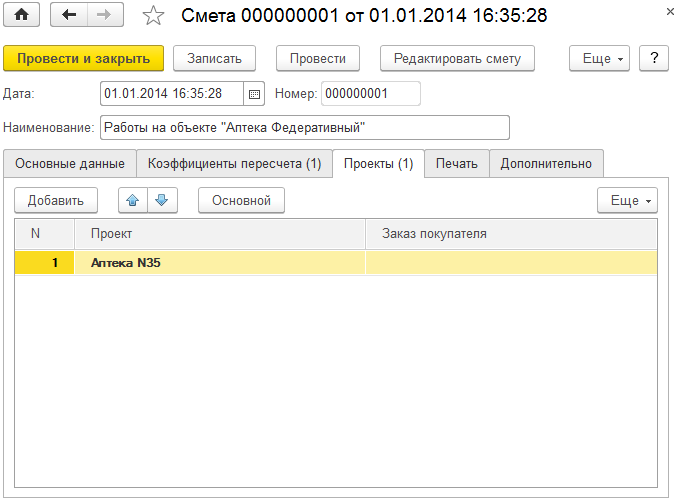 Смета 000000001 от 01.01.2014 16:35:28
Провести и закрыть Записать Провести Редактировать смету Еще ?
Дата: 01.01.2014 16:35:28 Номер: 000000001
Наименование: Работы на объекте "Аптека Федеративный"
Основные данные Коэффициенты пересчета (1) Проекты (1) Печать Дополнительно
Добавить Основной Еще
N Проект Заказ покупателя
1 Аптека N35